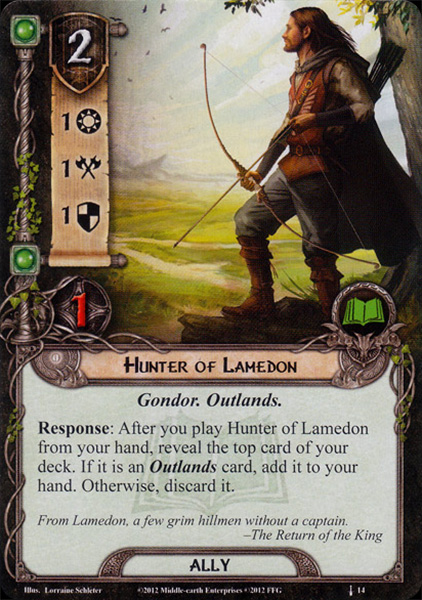 2
1
1
1
1
HUNTER OF LAMEDON
Gondor. Outlands.
Response: After you play Hunter of Lamedon
from your hand, reveal the top card of your
deck. If it is an Outlands card, add it to your
hand. Otherwise, discard it.
From Lamedon, a few grim hillmen without a captain.
–The Return of the King
ALLY
Illus. Lorraine Schleter ©2012 Middle-earth Enterprises ©2012 FFG 14